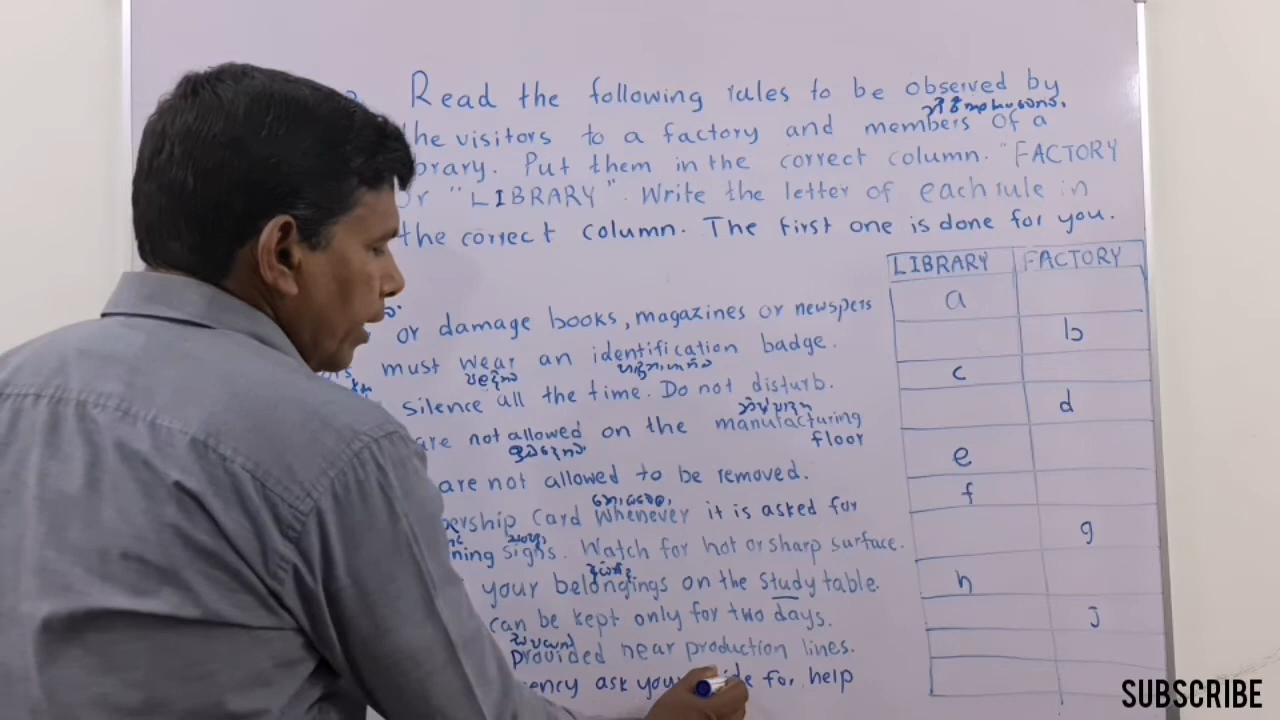 Read the following rules to be observed by
the visitors to a factory and members of a
brary. Put them in the correct column. "FACTORY
or "LIBRARY". Write the letter of each rule in
the correct column. The first one is done for you.
LIBRARY FACTORY
a
or damage books, magazines or newspers
b
must wear an identification badge.
c
silence all the time. Do not disturb.
d
are not allowed on the manufacturing
floor
e
are not allowed to be removed.
f
bership card whenever it is asked for
g
ning signs. Watch for hot or sharp surface.
h
your belongings on the study table.
can be kept only for two days.
J
provided near production lines.
ency ask your ide for help
SUBSCRIBE